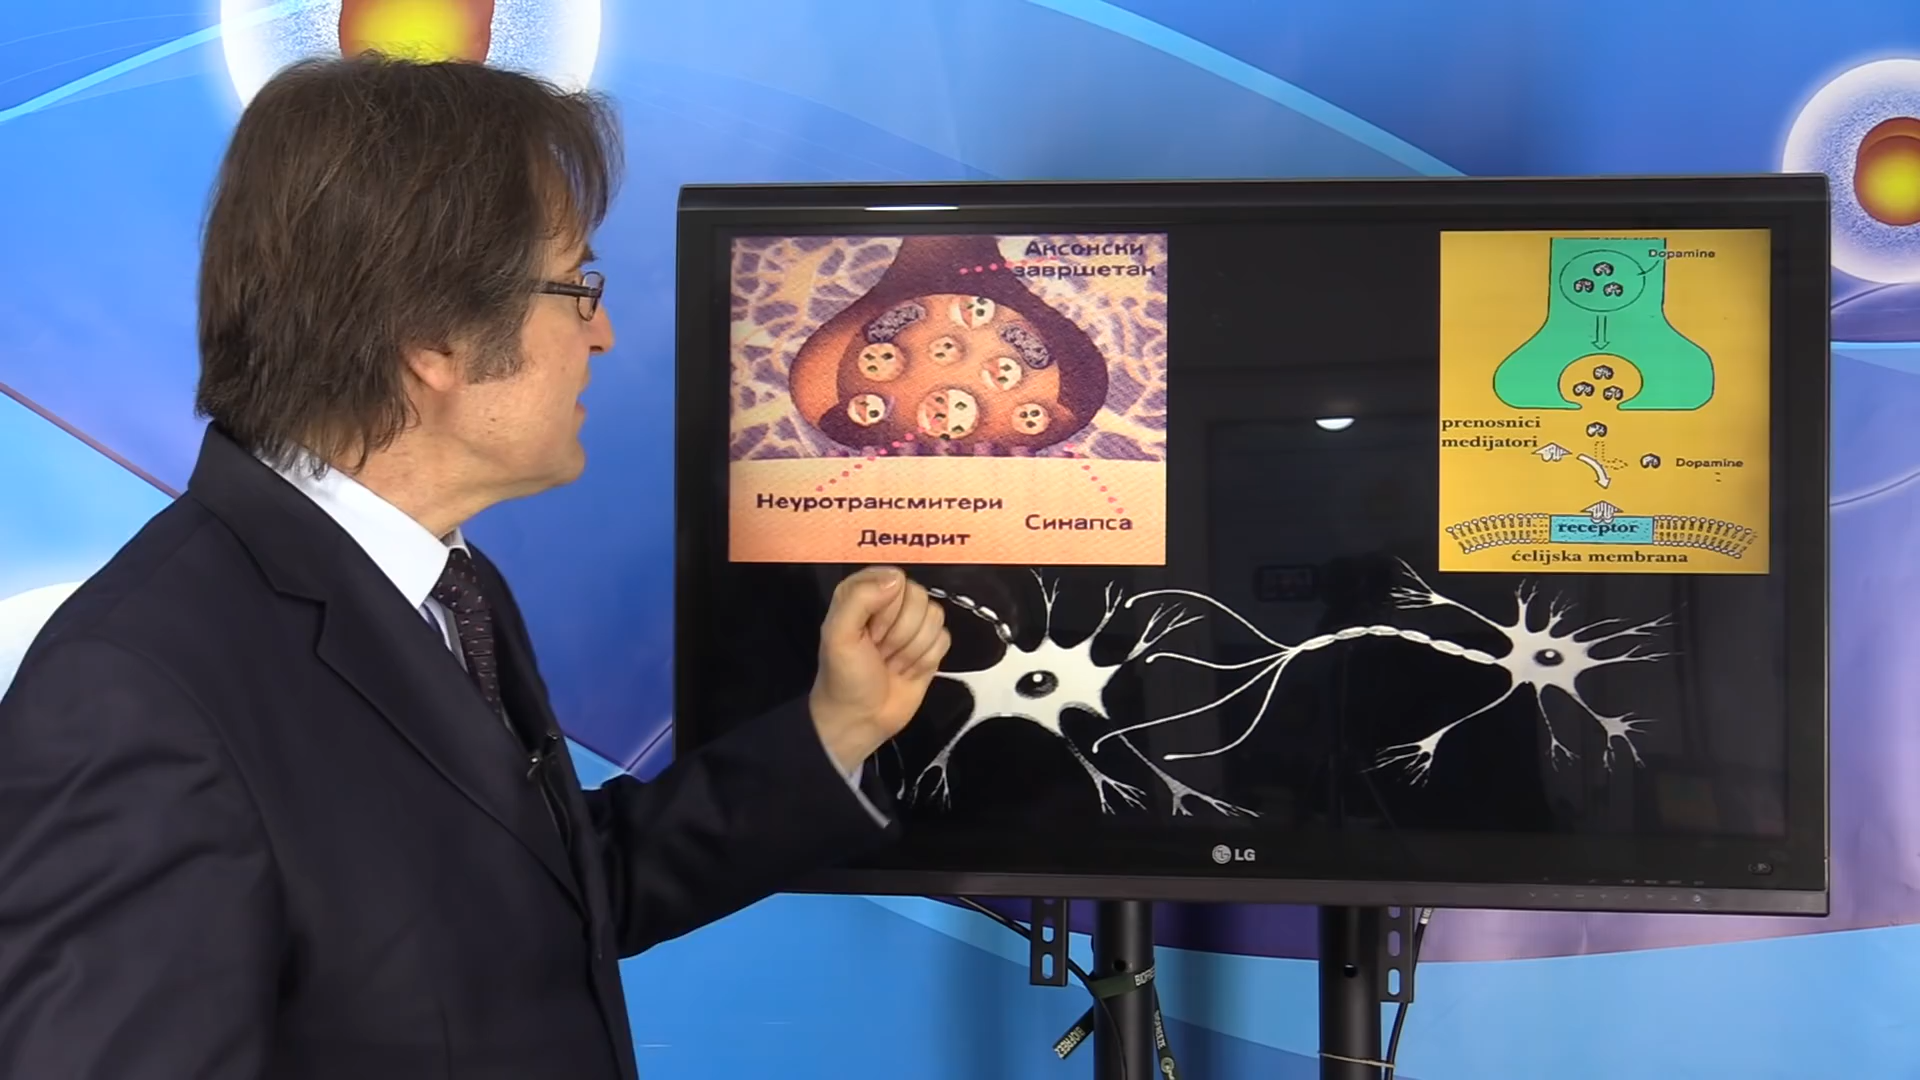 Аксонски
завршетак
Неуротрансмитери
Дендрит
Синапса
Dopamine
prenosnici
medijatori
Dopamine
receptor
ćelijska membrana
LG